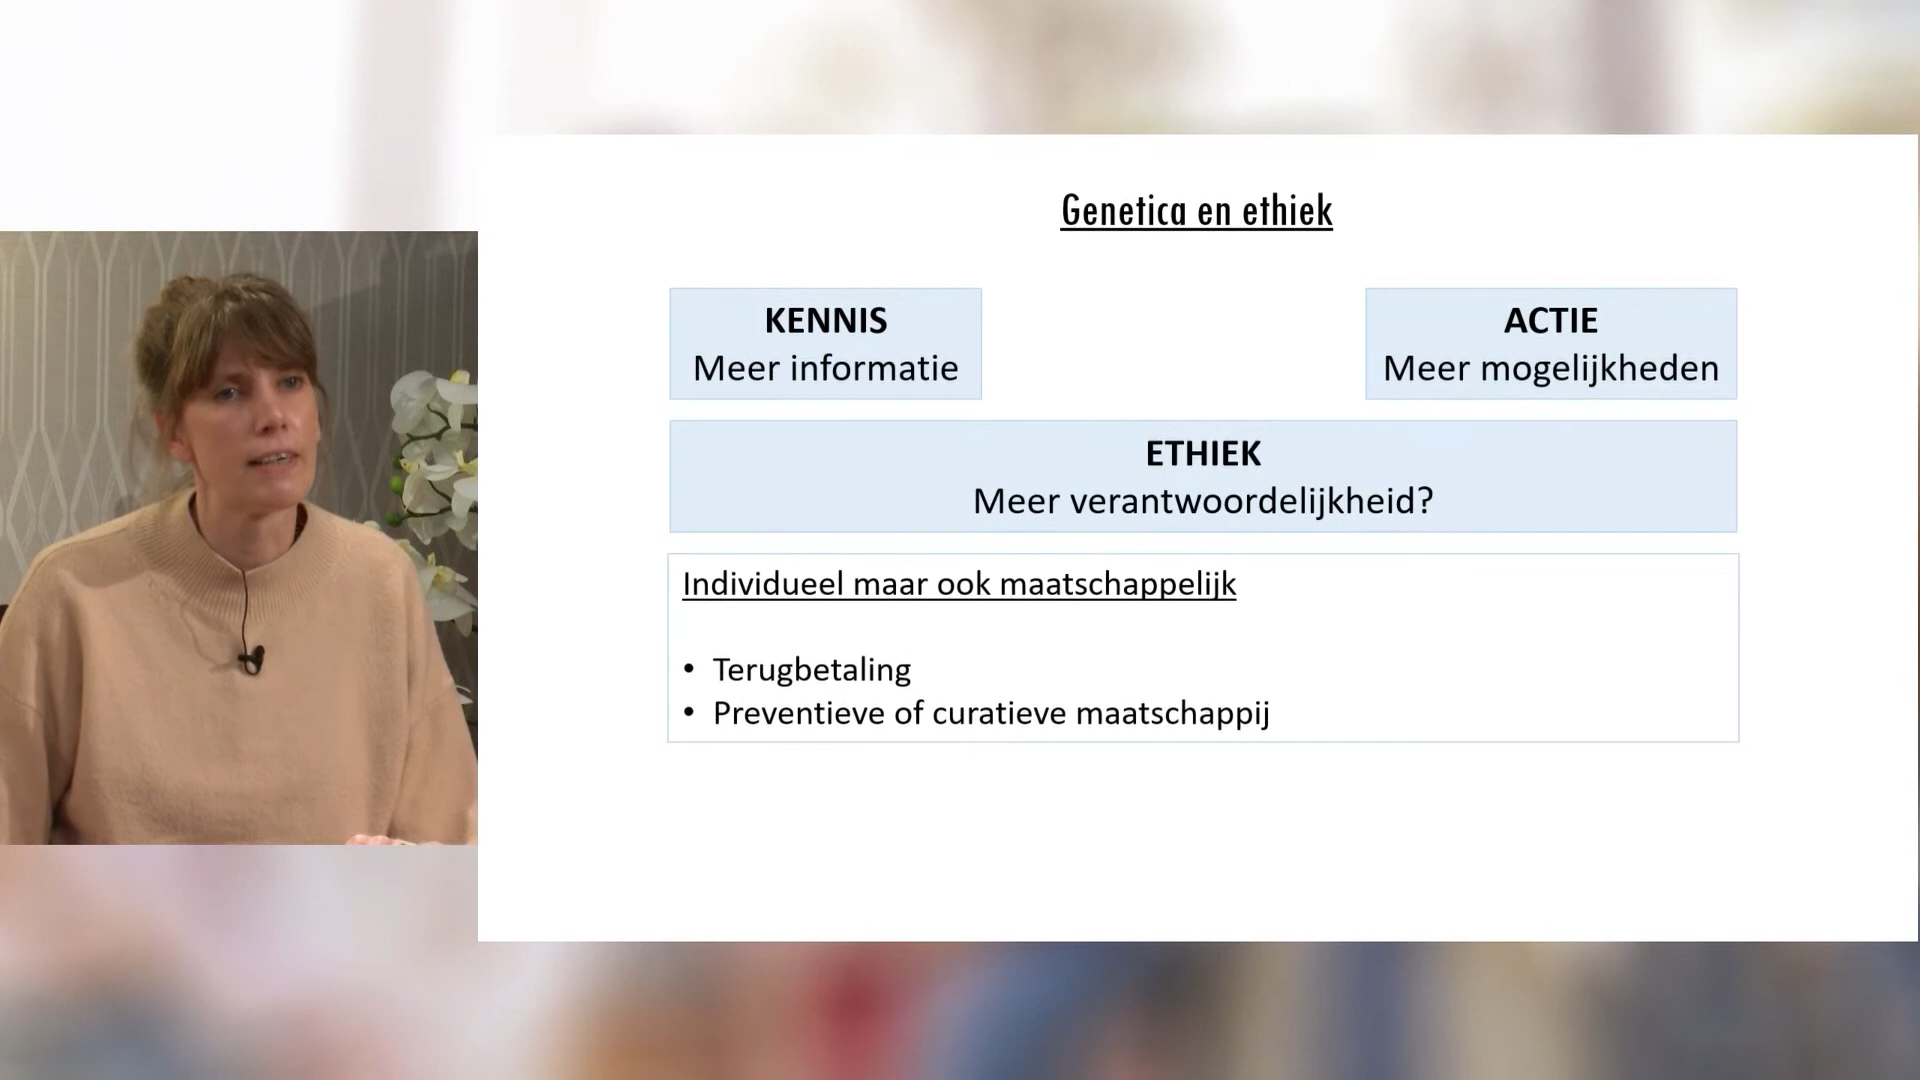 Genetica en ethiek
KENNIS
Meer informatie
ACTIE
Meer mogelijkheden
ETHIEK
Meer verantwoordelijkheid?
Individueel maar ook maatschappelijk
• Terugbetaling
• Preventieve of curatieve maatschappij